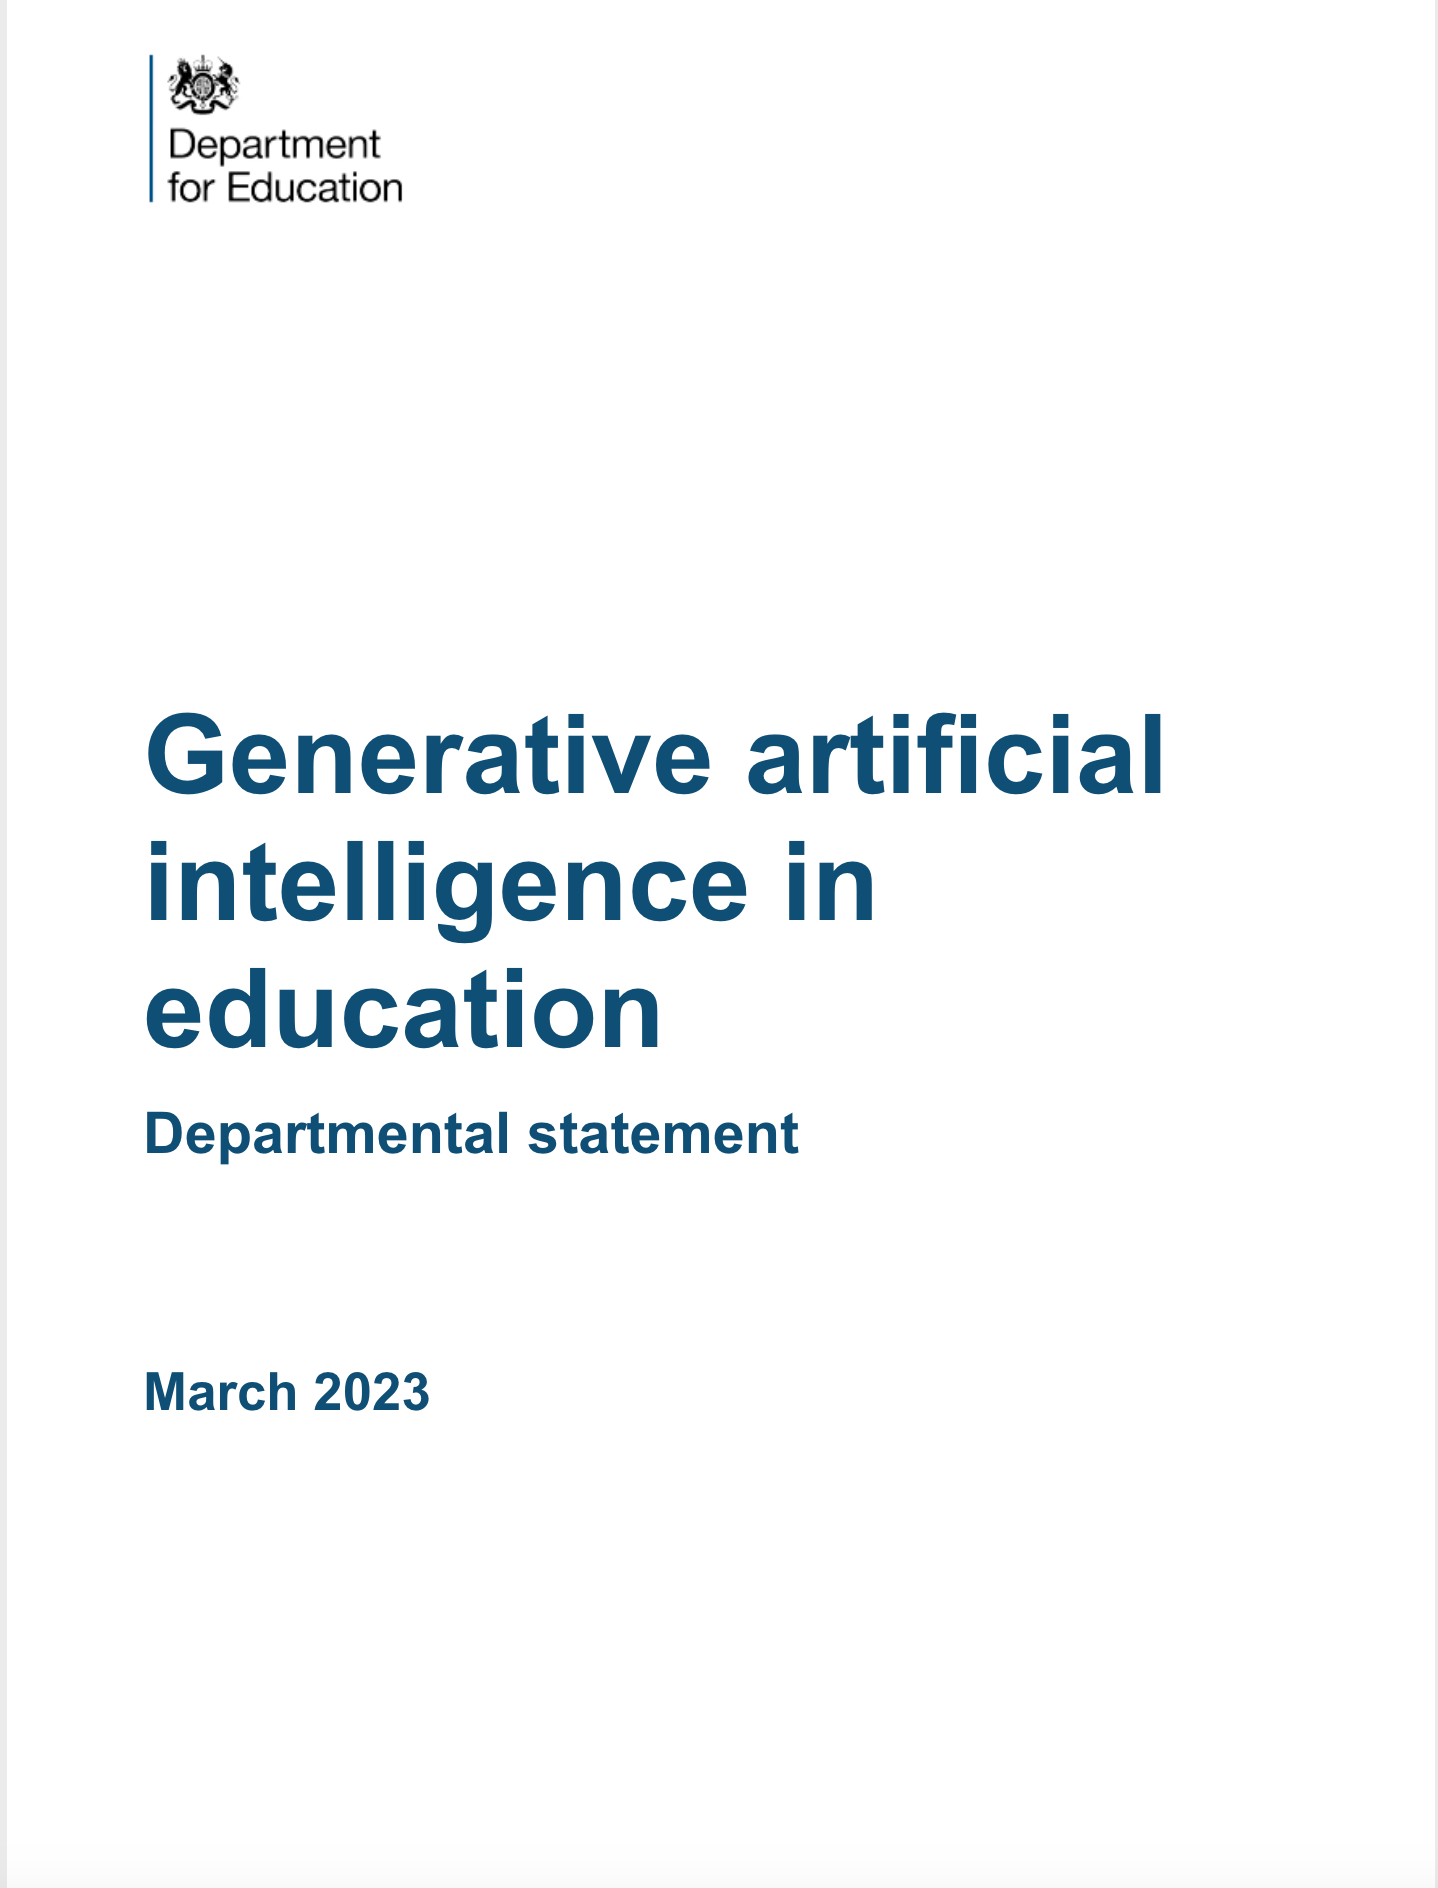 Department
for Education
Generative artificial
intelligence in
education
Departmental statement
March 2023